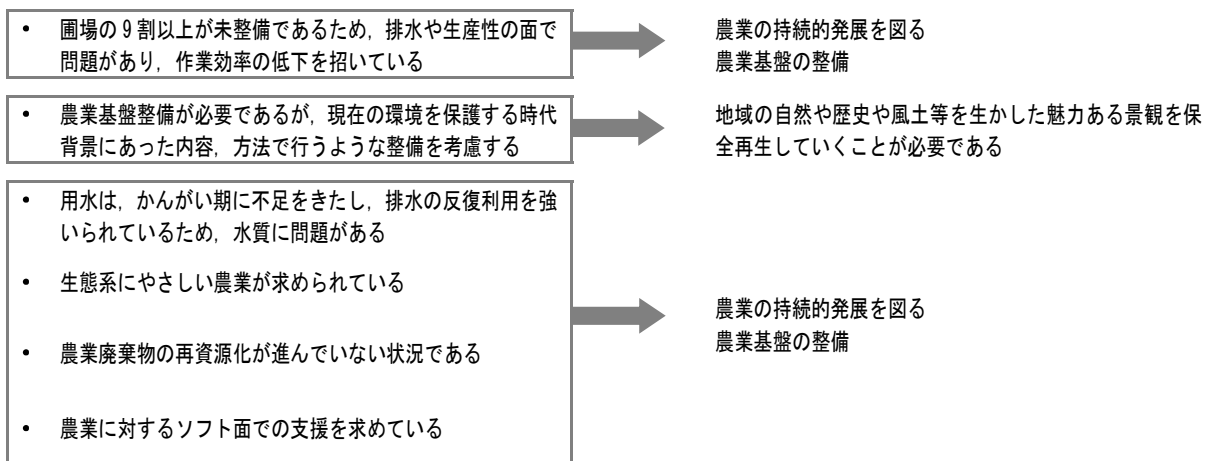 • 圃場の9割以上が未整備であるため，排水や生産性の面で
問題があり，作業効率の低下を招いている
農業の持続的発展を図る
農業基盤の整備
• 農業基盤整備が必要であるが，現在の環境を保護する時代
背景にあった内容，方法で行うような整備を考慮する
地域の自然や歴史や風土等を生かした魅力ある景観を保
全再生していくことが必要である
• 用水は，かんがい期に不足をきたし，排水の反復利用を強
いられているため，水質に問題がある
• 生態系にやさしい農業が求められている
• 農業廃棄物の再資源化が進んでいない状況である
• 農業に対するソフト面での支援を求めている
農業の持続的発展を図る
農業基盤の整備